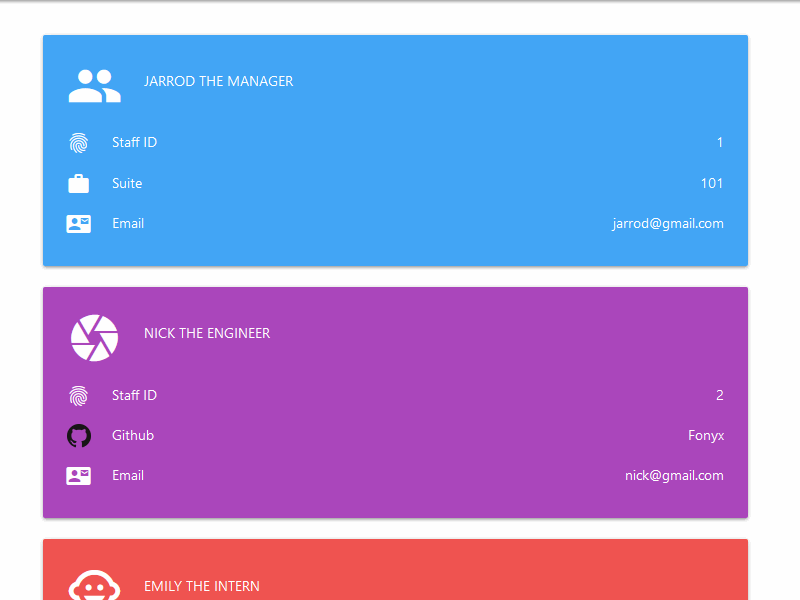 JARROD THE MANAGER
Staff ID 1
Suite 101
Email jarrod@gmail.com
NICK THE ENGINEER
Staff ID 2
Github Fonyx
Email nick@gmail.com
EMILY THE INTERN